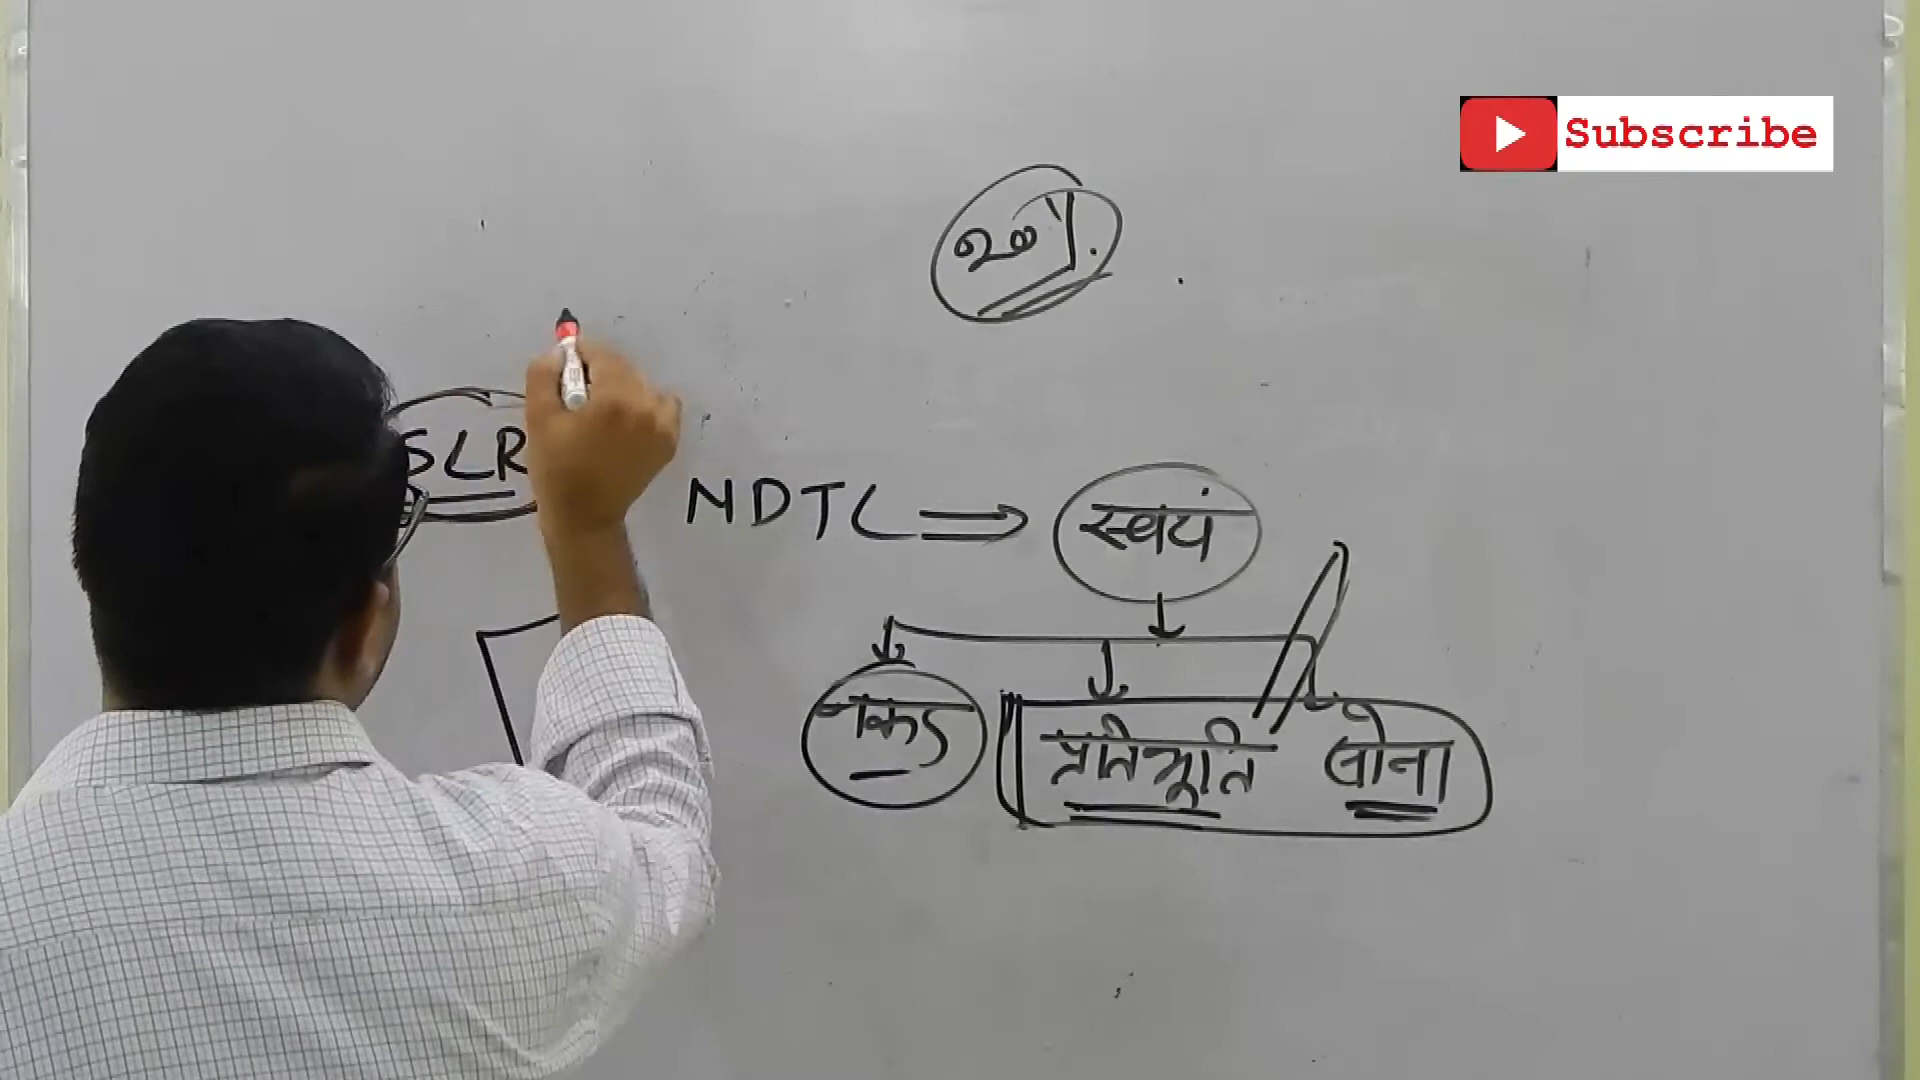 Subscribe
SLR
NDTL ⇒ स्वयं
नकद प्रतिभूति सोना